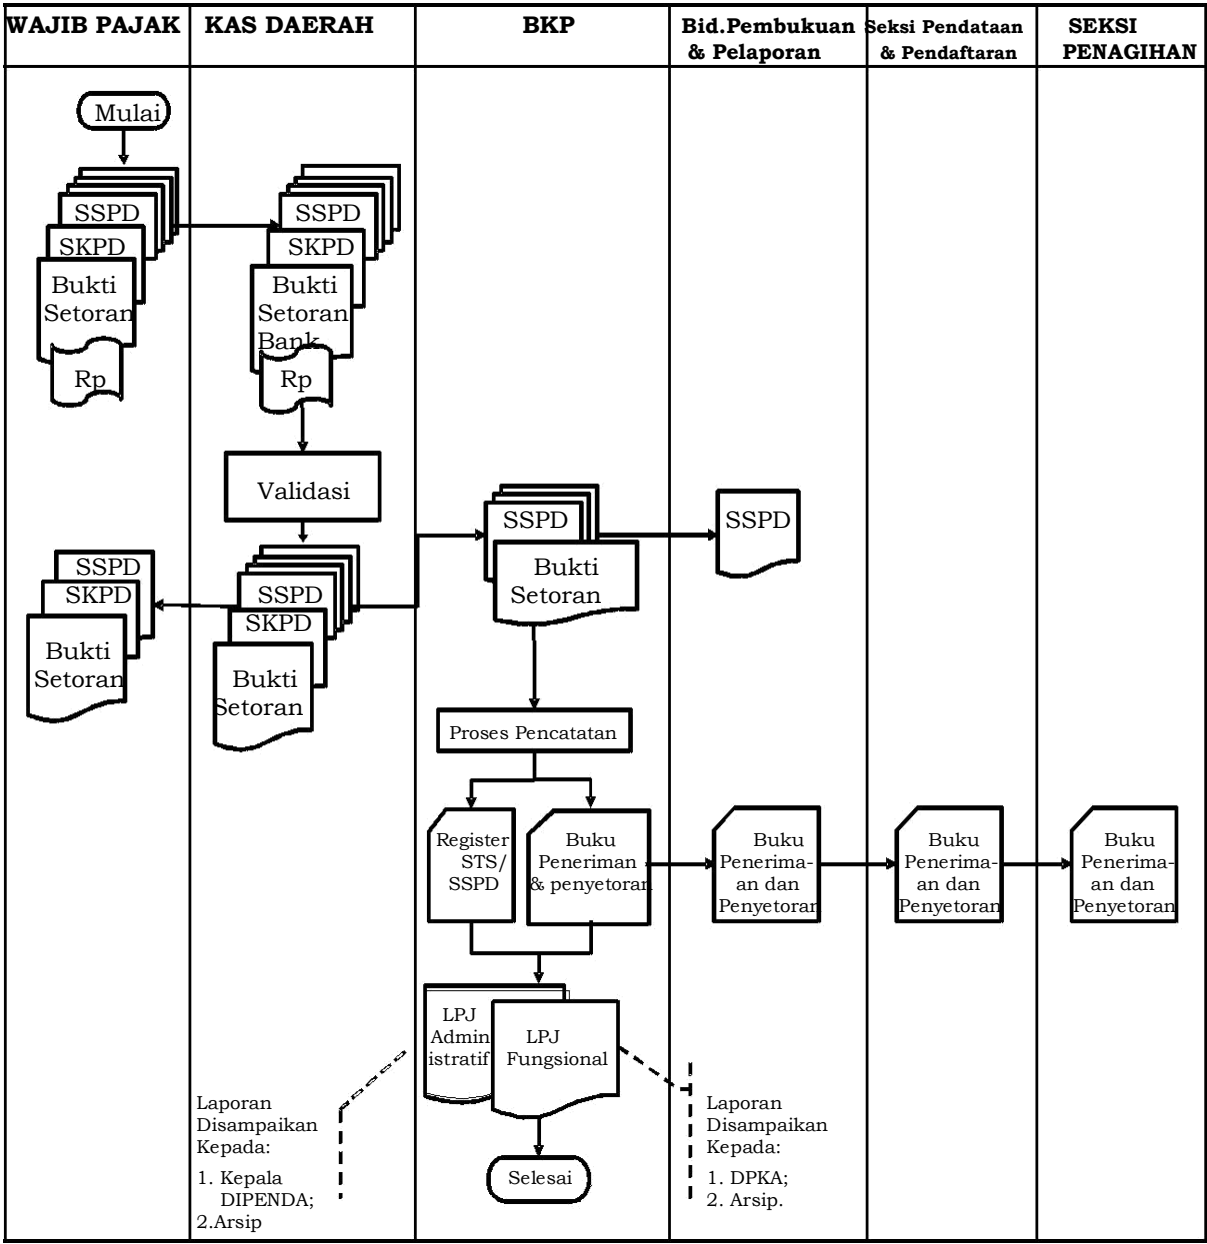 WAJIB PAJAK
KAS DAERAH
BKP
Bid.Pembukuan
& Pelaporan
Seksi Pendataan
& Pendaftaran
SEKSI
PENAGIHAN
Mulai
SSPD
SKPD
Bukti
Setoran
Rp
SSPD
SKPD
Bukti
Setoran
Bank
Rp
Validasi
SSPD
SKPD
Bukti
Setoran
SSPD
SKPD
Bukti
Setoran
SSPD
Bukti
Setoran
SSPD
Proses Pencatatan
Register
STS/
SSPD
Buku
Peneriman
& penyetoran
Buku
Penerima-
an dan
Penyetoran
Buku
Penerima-
an dan
Penyetoran
Buku
Penerima-
an dan
Penyetoran
LPJ
Admin
istratif
LPJ
Fungsional
Laporan
Disampaikan
Kepada:
1. Kepala
DIPENDA;
2.Arsip
Selesai
Laporan
Disampaikan
Kepada:
1. DPKA;
2. Arsip.